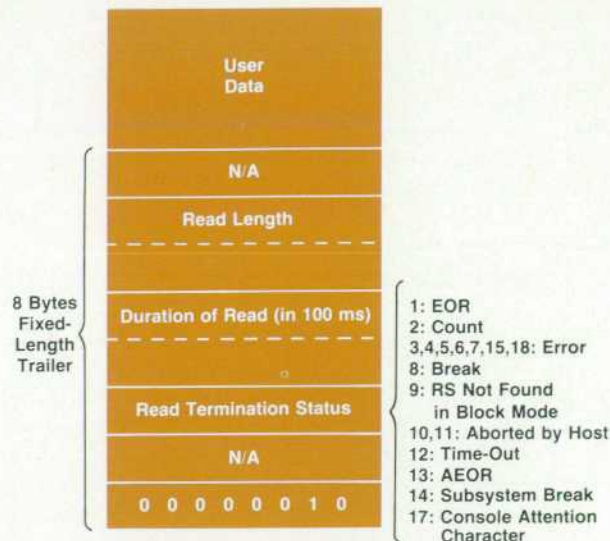 User
Data
N/A
Read Length
8 Bytes
Fixed-
Length
Trailer
Duration of Read (in 100 ms)
Read Termination Status
N/A
0 0 0 0 0 0 1 0
1: EOR
2: Count
3,4,5,6,7,15,18: Error
8: Break
9: RS Not Found
in Block Mode
10,11: Aborted by Host
12: Time-Out
13: AEOR
14: Subsystem Break
17: Console Attention
Character